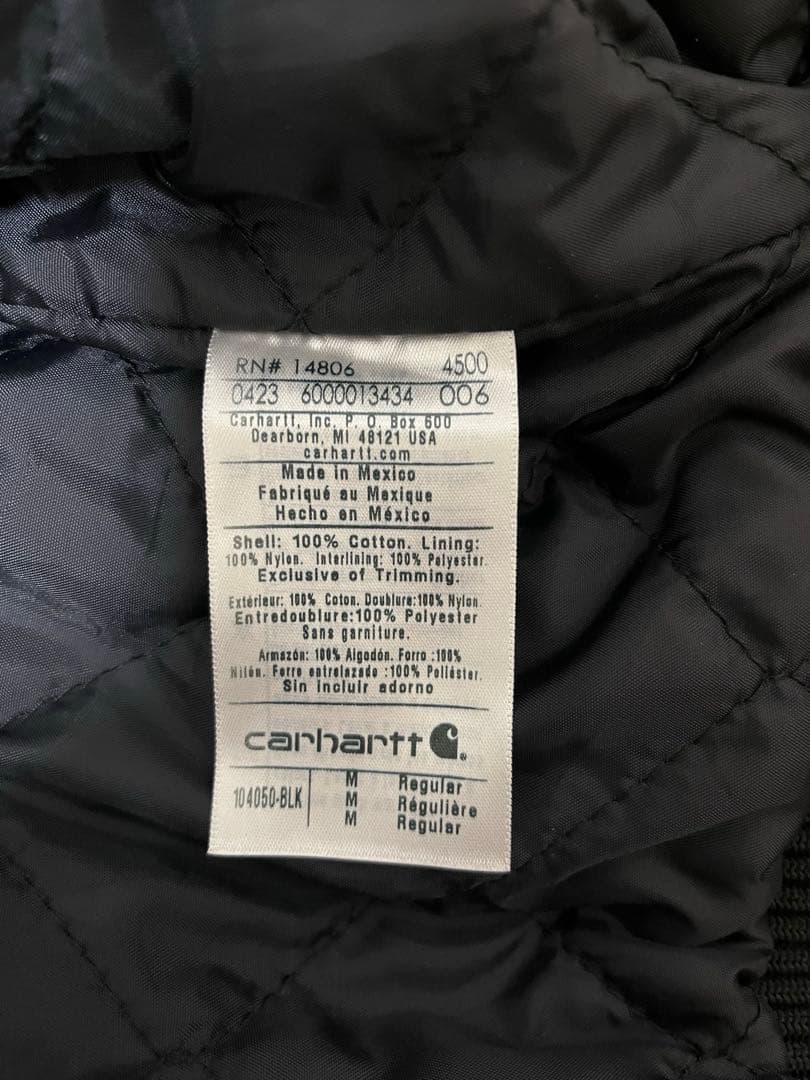 RN# 14806 4500
0423 6000013434 006
Carhartt, Inc. P. O. Box 600
Dearborn, MI 48121 USA
carhartt.com
Made in Mexico
Fabriqué au Mexique
Hecho en México
Shell: 100% Cotton. Lining:
100% Nylon. Interlining: 100% Polyester.
Exclusive of Trimming.
Extérieur: 100% Coton. Doublure:100% Nylon.
Entredoublure:100% Polyester
Sans garniture.
Armazón: 100% Algodón. Forro :100%
Nilón. Forro entrelazado :100% Poliéster.
Sin incluir adorno
carhartt
M Regular
104050-BLK M Régulière
M Regular